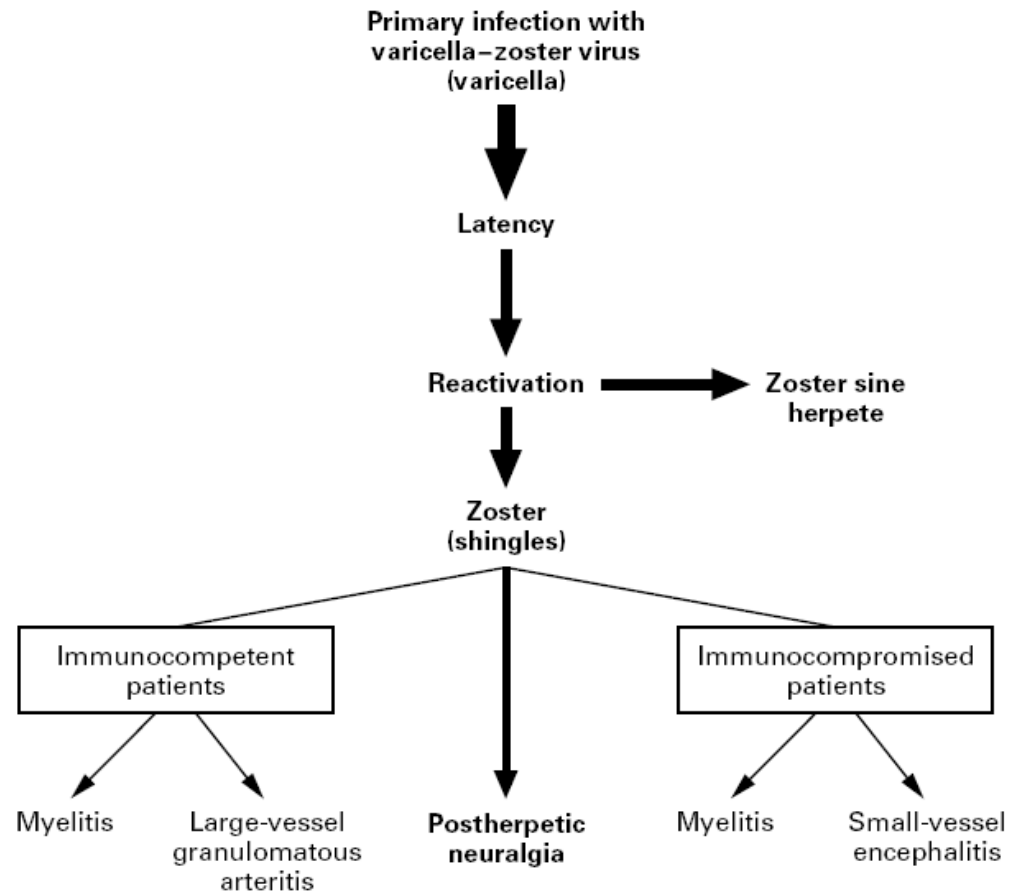 Primary infection with
varicella–zoster virus
(varicella)
Latency
Reactivation
Zoster sine
herpete
Zoster
(shingles)
Immunocompetent
patients
Immunocompromised
patients
Myelitis
Large-vessel
granulomatous
arteritis
Postherpetic
neuralgia
Myelitis
Small-vessel
encephalitis